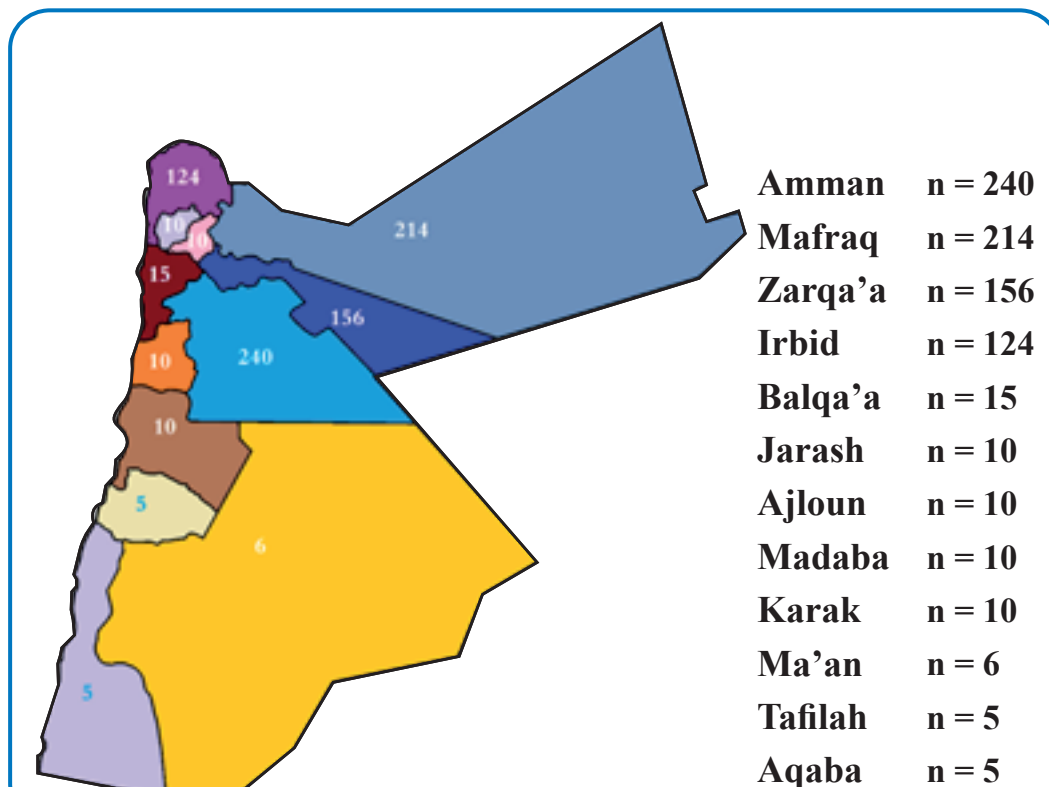 124
10
10
214
15
156
10
240
10
5
6
5
Amman n = 240
Mafraq n = 214
Zarqa’a n = 156
Irbid n = 124
Balqa’a n = 15
Jarash n = 10
Ajloun n = 10
Madaba n = 10
Karak n = 10
Ma’an n = 6
Tafilah n = 5
Aqaba n = 5